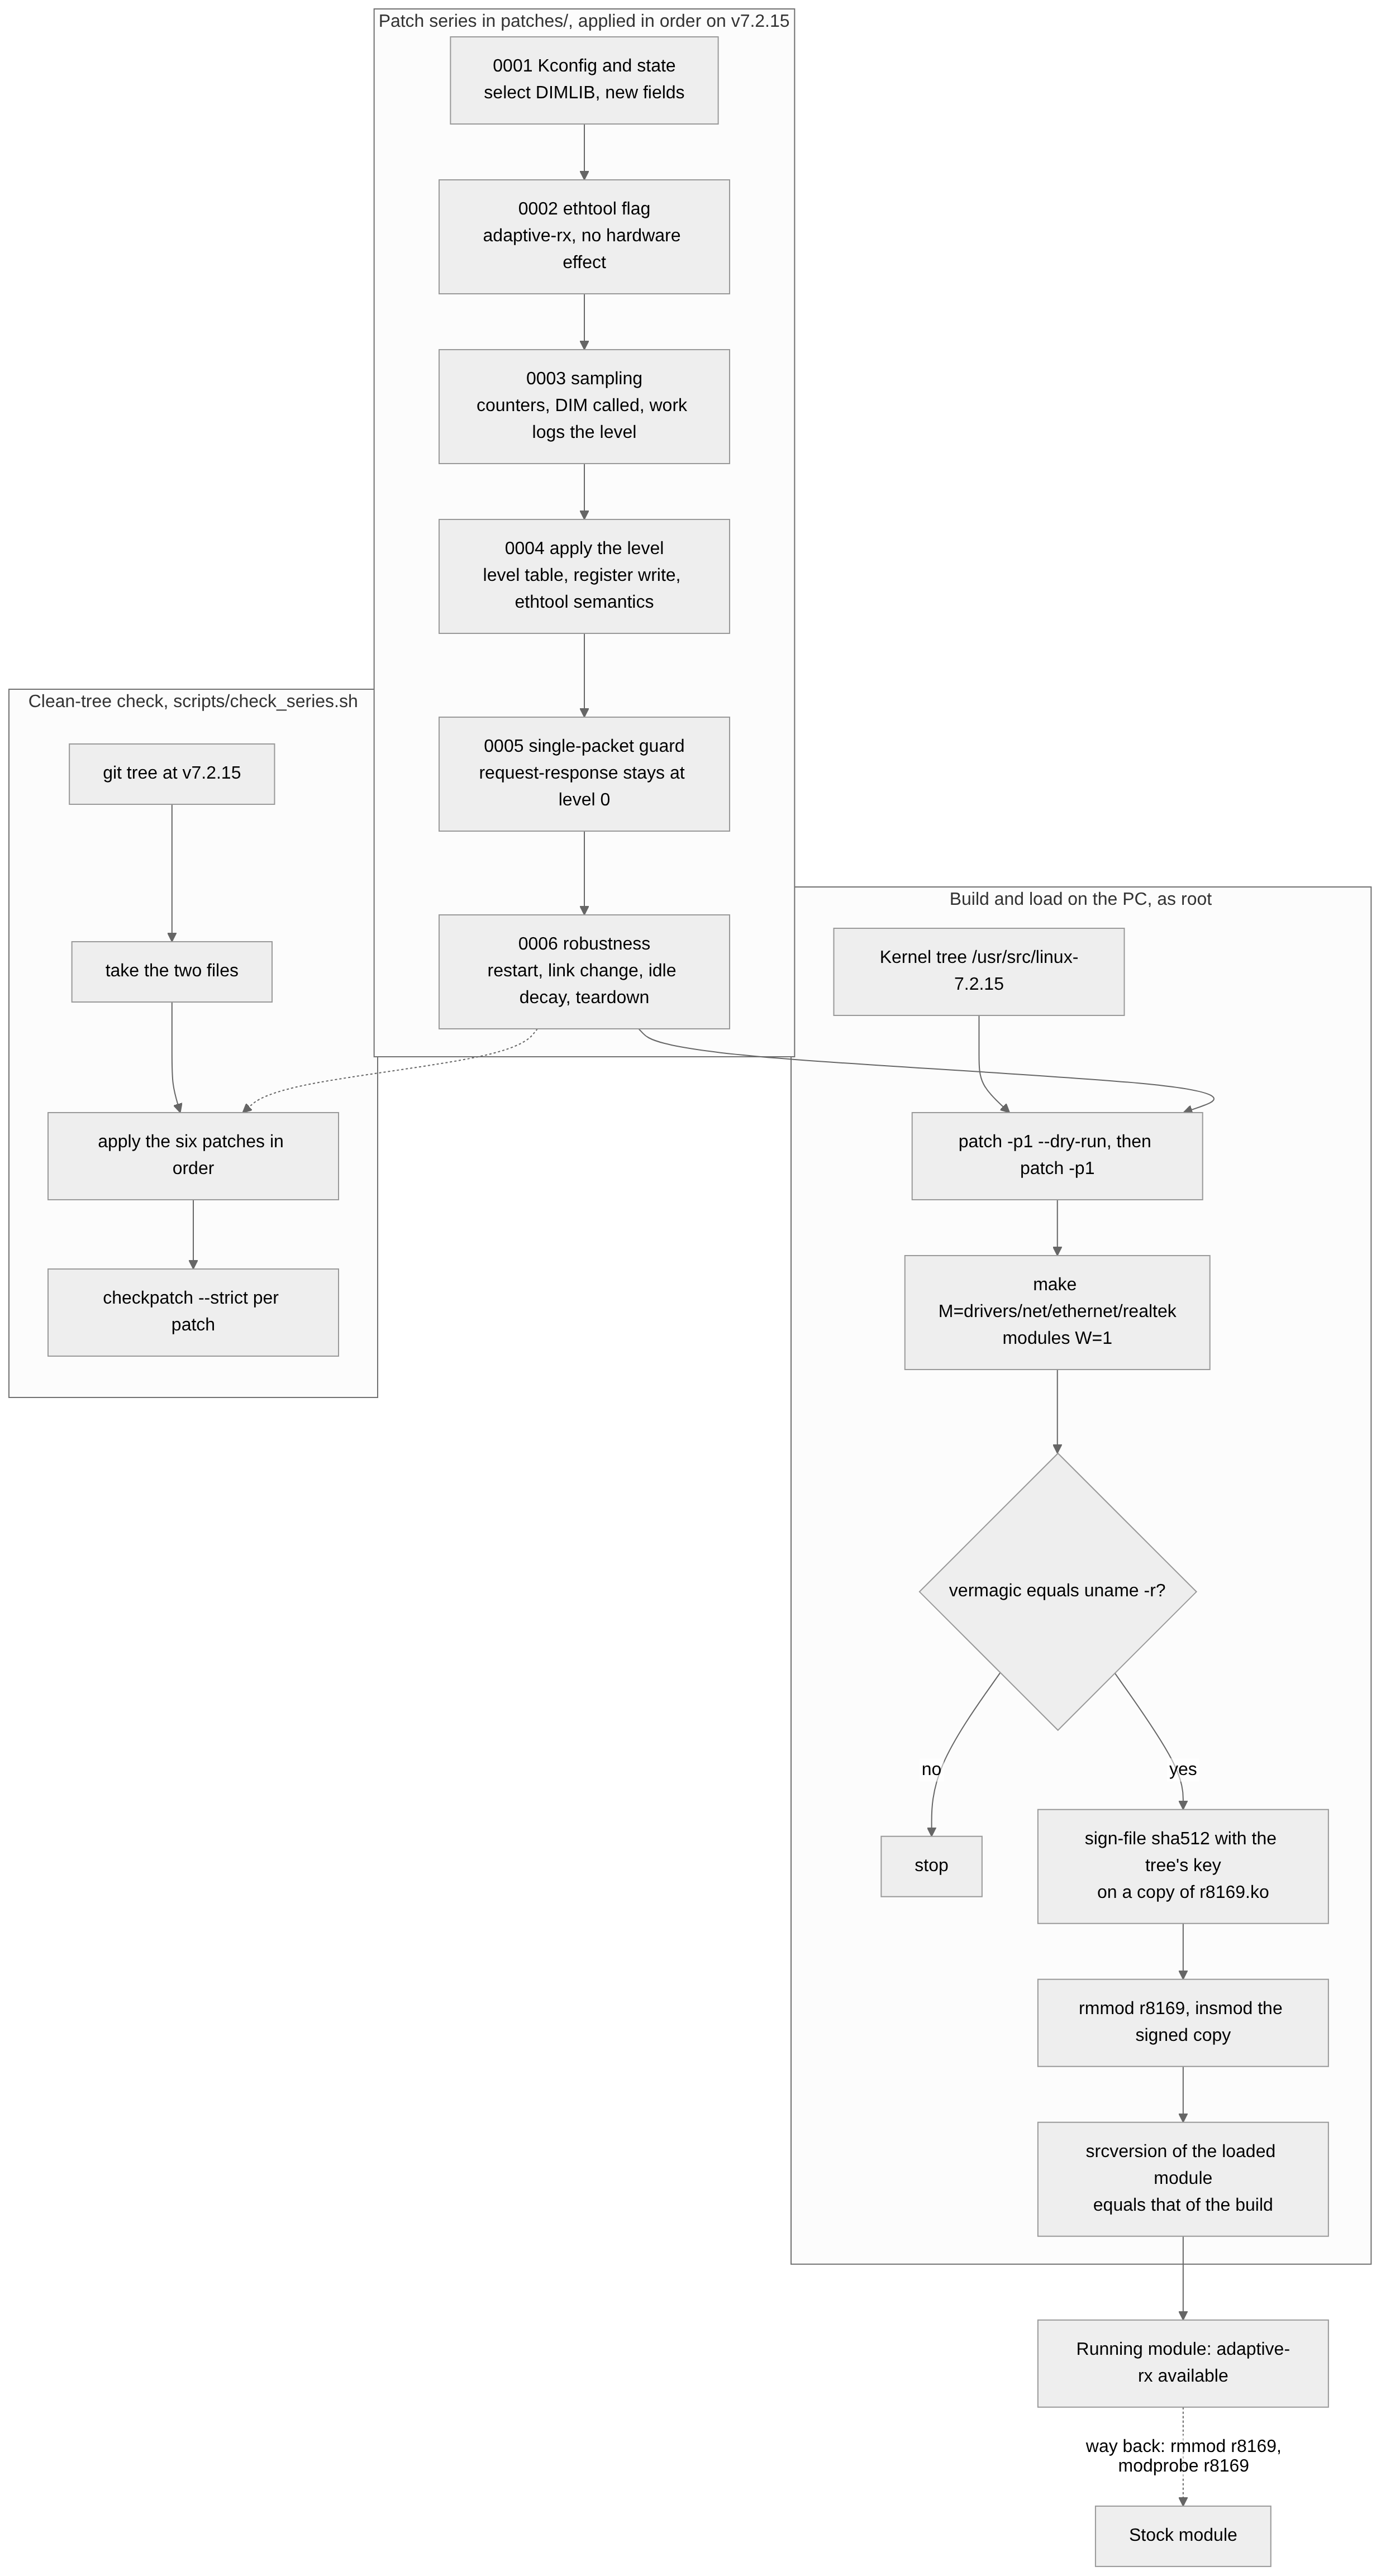 Patch series in patches/, applied in order on v7.2.15
0001 Kconfig and state
select DIMLIB, new fields
0002 ethtool flag
adaptive-rx, no hardware
effect
0003 sampling
counters, DIM called, work
logs the level
0004 apply the level
level table, register write,
ethtool semantics
0005 single-packet guard
request-response stays at
level 0
0006 robustness
restart, link change, idle
decay, teardown
Clean-tree check, scripts/check_series.sh
git tree at v7.2.15
take the two files
apply the six patches in
order
checkpatch --strict per
patch
Build and load on the PC, as root
Kernel tree /usr/src/linux-
7.2.15
patch -p1 --dry-run, then
patch -p1
make
M=drivers/net/ethernet/realtek
modules W=1
vermagic equals uname -r?
no
yes
stop
sign-file sha512 with the
tree's key
on a copy of r8169.ko
rmmod r8169, insmod the
signed copy
srcversion of the loaded
module
equals that of the build
Running module: adaptive-
rx available
way back: rmmod r8169,
modprobe r8169
Stock module